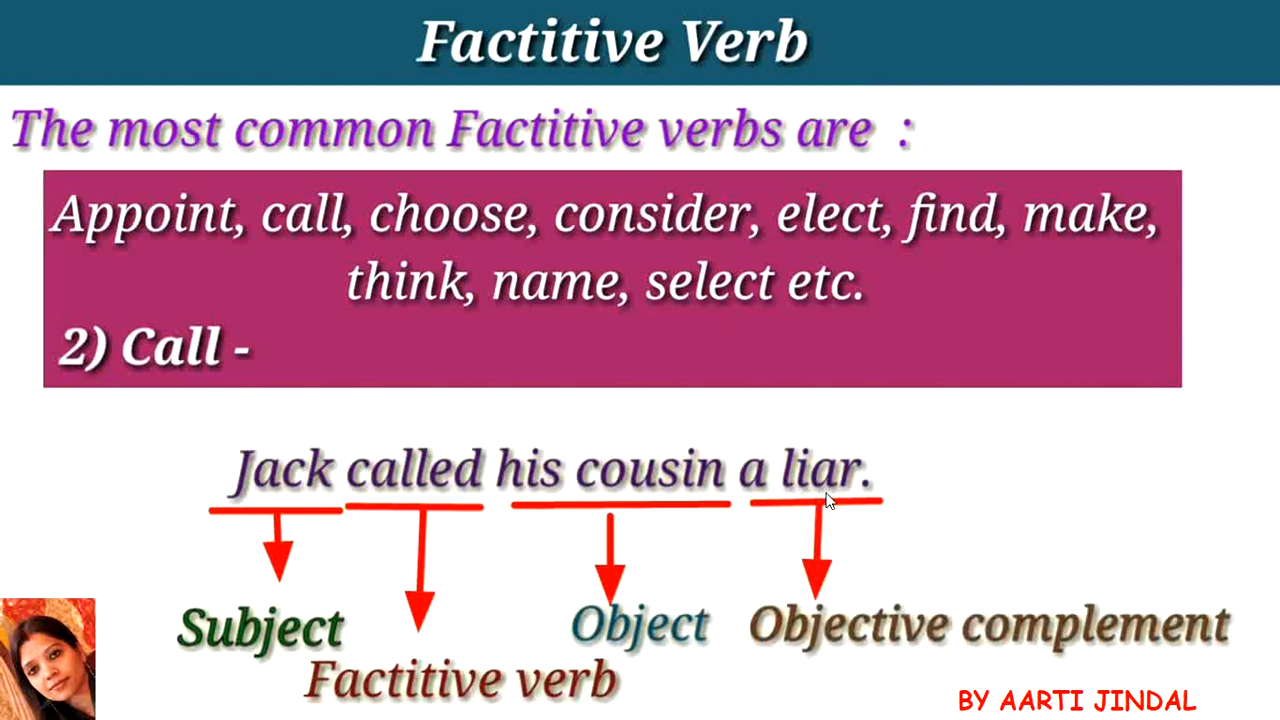 Factitive Verb
The most common Factitive verbs are :
Appoint, call, choose, consider, elect, find, make,
think, name, select etc.
2) Call -
Jack called his cousin a liar.
Subject Object Objective complement
Factitive verb
BY AARTI JINDAL